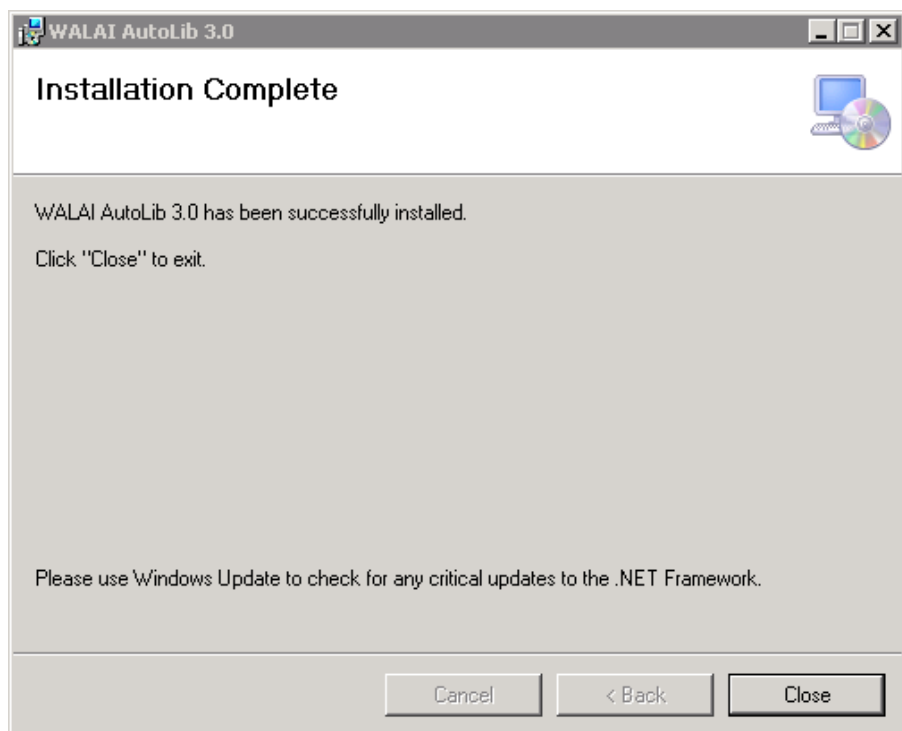 WALAI AutoLib 3.0
Installation Complete
WALAI AutoLib 3.0 has been successfully installed.
Click "Close" to exit.
Please use Windows Update to check for any critical updates to the .NET Framework.
Cancel
< Back
Close